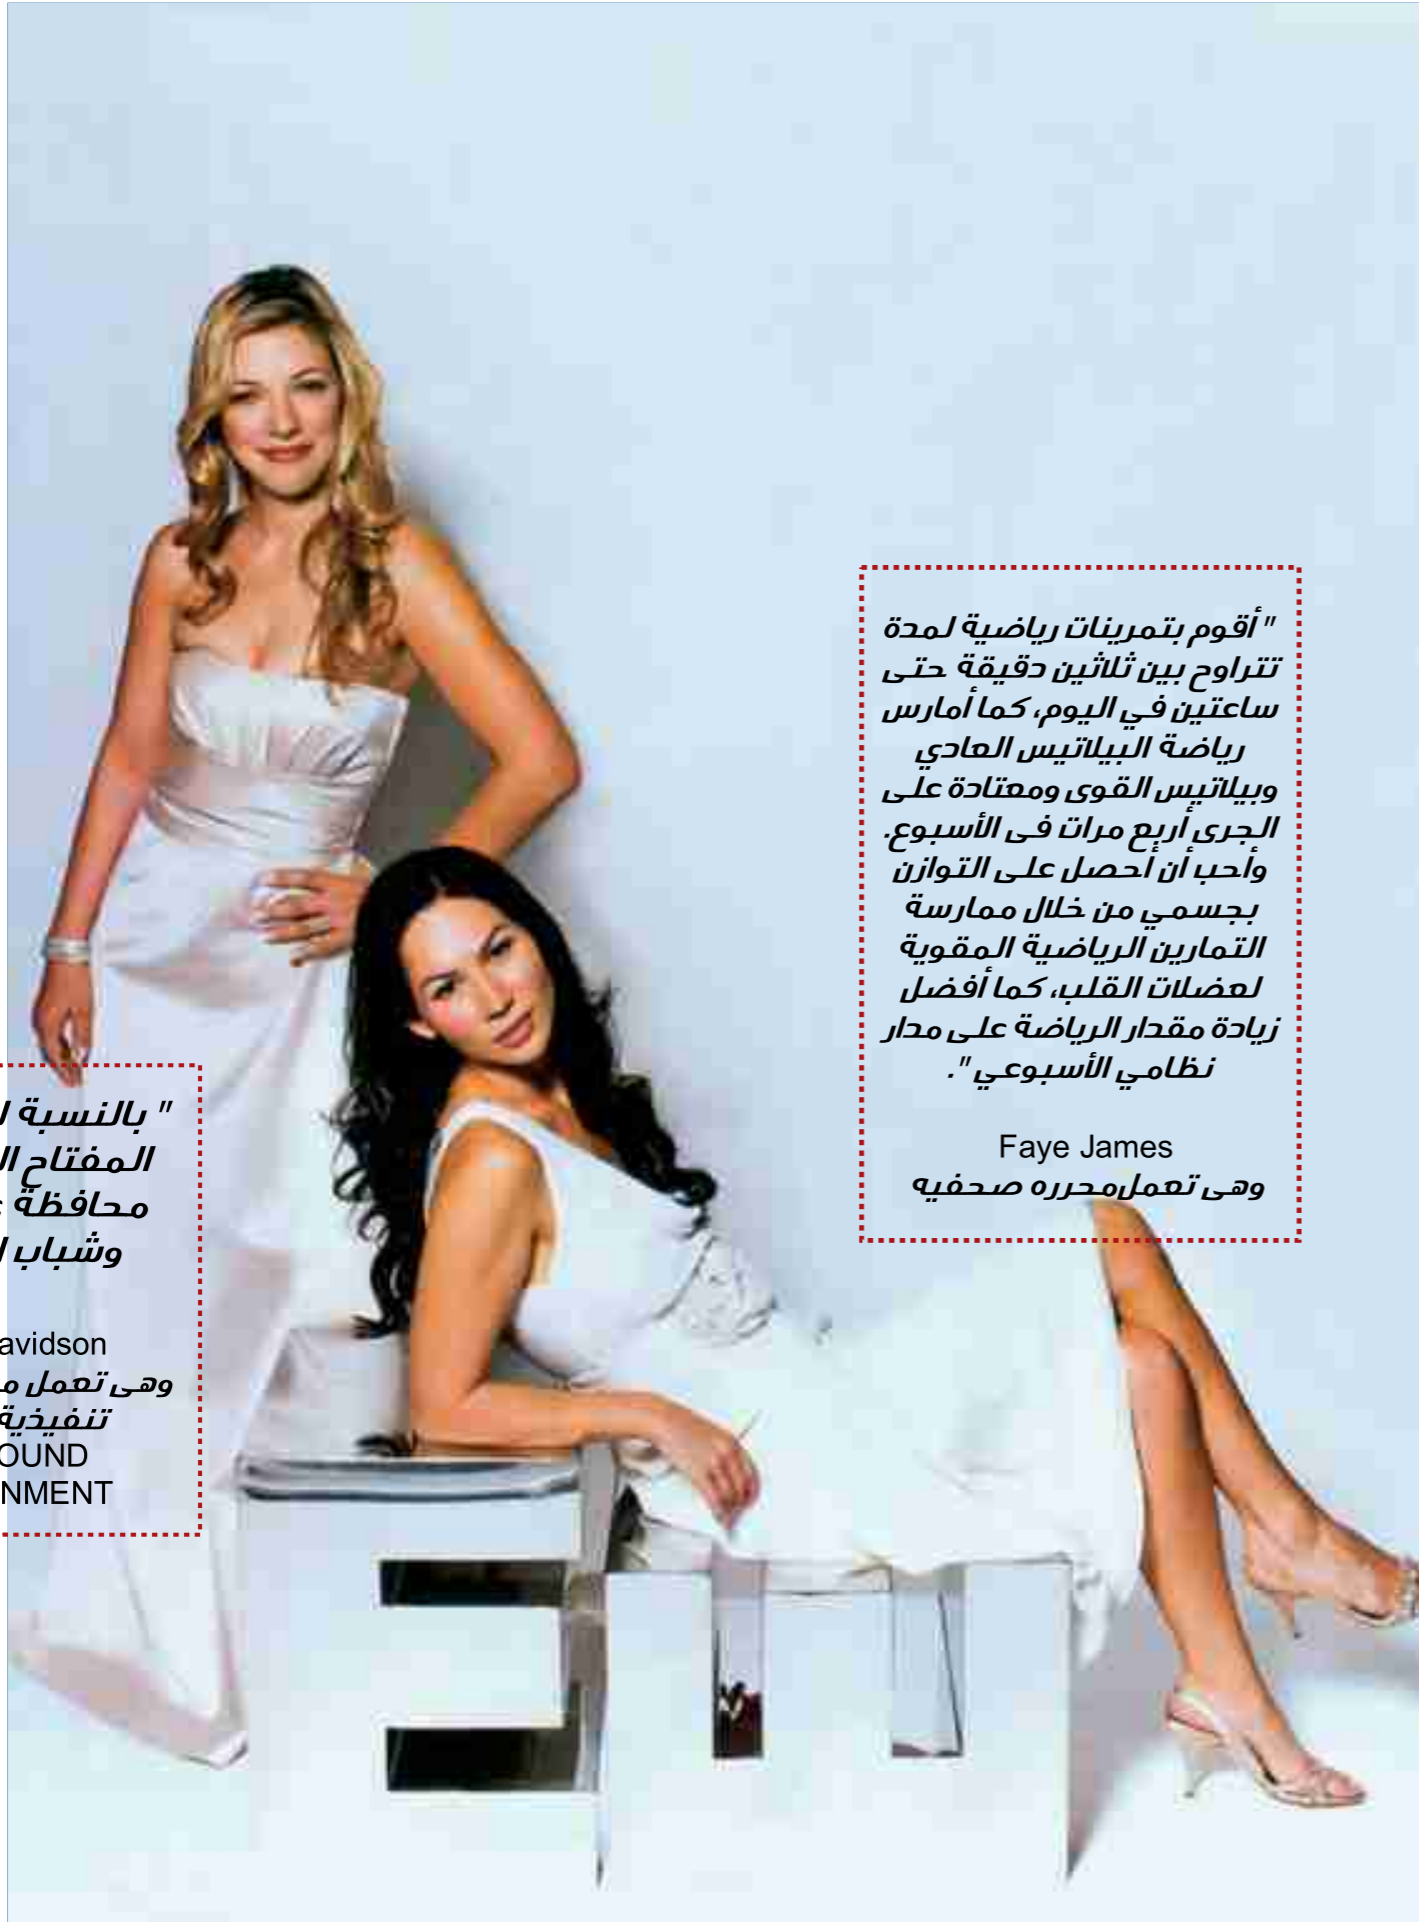 " أقوم بتمرينات رياضية لمدة
تتراوح بين ثلاثين دقيقة حتى
ساعتين في اليوم، كما أمارس
رياضة البيلاتيس العادي
وبيلاتيس القوى ومعتادة على
الجرى أربع مرات فى الأسبوع.
وأحب أن أحصل على التوازن
بجسمي من خلال ممارسة
التمارين الرياضية المقوية
لعضلات القلب، كما أفضل
زيادة مقدار الرياضة على مدار
نظامي الأسبوعي ".
Faye James
وهى تعمل محرره صحفيه
" بالنسبة
المفتاح
محافظة
وشباب
avidson
وهى تعمل
تنفيذية
OUND
NMENT